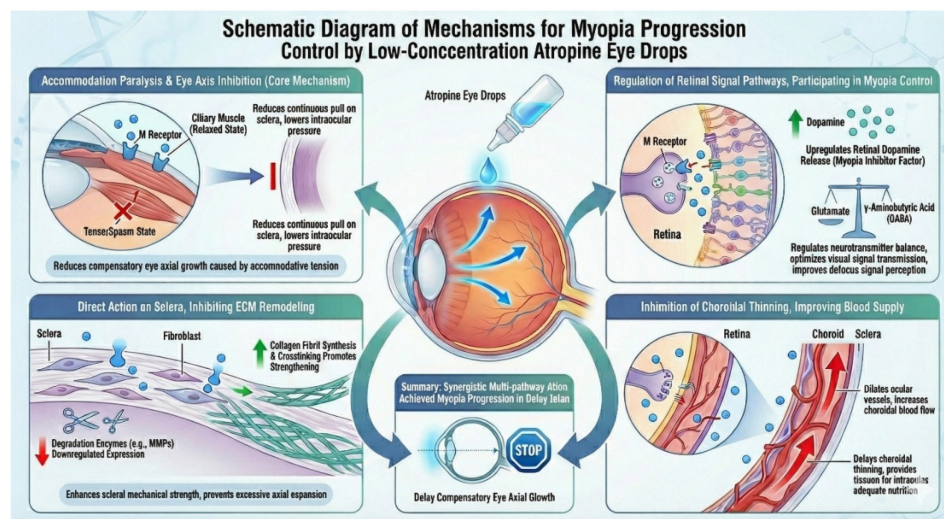 Schematic Diagram of Mechanisms for Myopia Progression
Control by Low-Conccentration Atropine Eye Drops
Accommodation Paralysis & Eye Axis Inhibition (Core Mechanism)
M Receptor
Clliary Muscle
(Relaxed State)
TenserSpasm State
Reduces continuous pull on
sclera, lowers intraocular
pressure
Reduces continuous pull on
sclera, lowers intraocular
pressure
Reduces compensatory eye axial growth caused by accomnodative tension
Atropine Eye Drops
Regulation of Retinal Signal Pathways, Participating in Myopia Control
M Receptor
Retina
Dopamine
Upregulates Retinal Dopamine
Release (Myopia Inhibitor Factor)
Glutamate
γ-Aminobutyric Acid
(OABA)
Regulates neurotransmitter balance,
optimizes visual signal transmission,
improves defocus signal perception
Direct Action on Selera, Inhibiting ECM Remodeling
Sclera
Fibroblast
Collagen Fibril Synthesis
& Crosstinking Promotes
Strengthening
Degradation Encymes (e.g., MMPs)
Downregulated Expression
Enhances scleral mechanical strength, prevents excessive axial expansion
Summary: Synergistic Multi-pathway Ation
Achieved Myopia Progression in Delay Ielan
STOP
Delay Compensatory Eye Axial Growth
Inhimition of Choroilal Thinning, Improving Blood Supply
Retina
Choroid
Sclera
Dilates ocular
vessels, increases
choroidal blood flow
Delays cheroidal
thinning, provides
tissuon for intraoulas
adequate nutrition